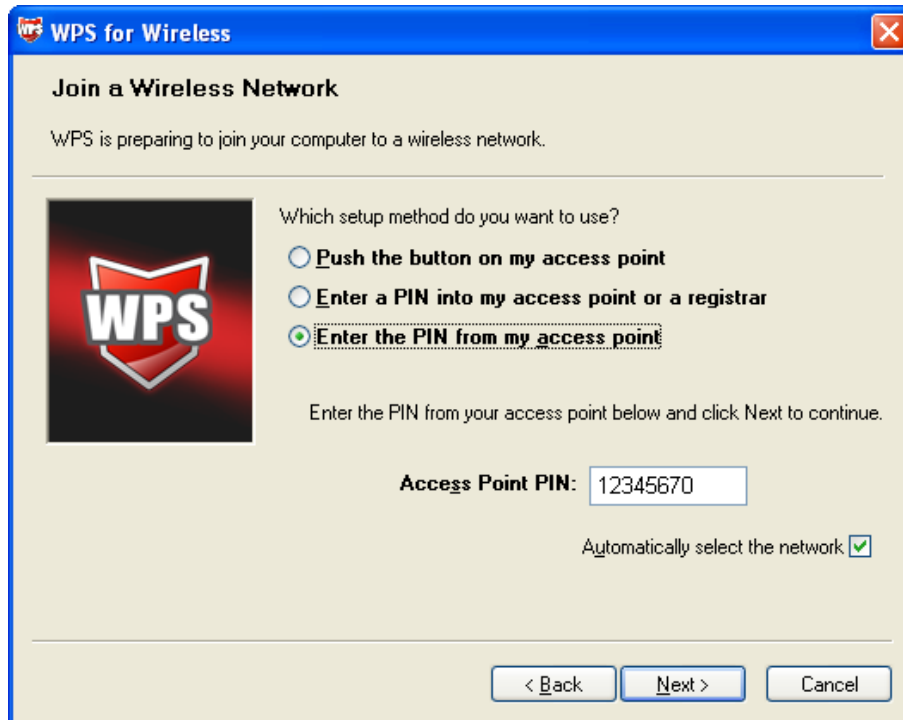 WPS WPS for Wireless
Join a Wireless Network
WPS is preparing to join your computer to a wireless network.
WPS
Which setup method do you want to use?
Push the button on my access point
Enter a PIN into my access point or a registrar
Enter the PIN from my access point
Enter the PIN from your access point below and click Next to continue.
Access Point PIN: 12345670
Automatically select the network
< Back Next > Cancel